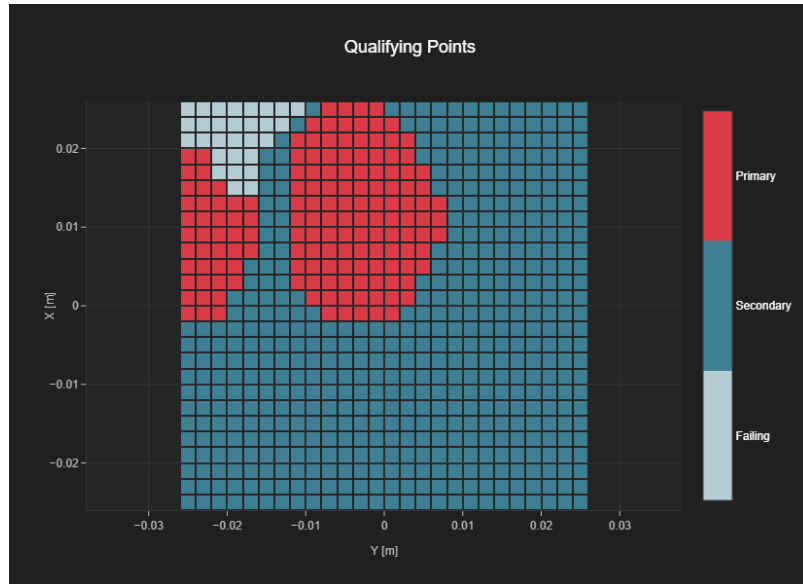 Qualifying Points
0.02
0.01
0
−0.01
−0.02
X [m]
−0.03
−0.02
−0.01
0
0.01
0.02
0.03
Y [m]
Primary
Secondary
Failing